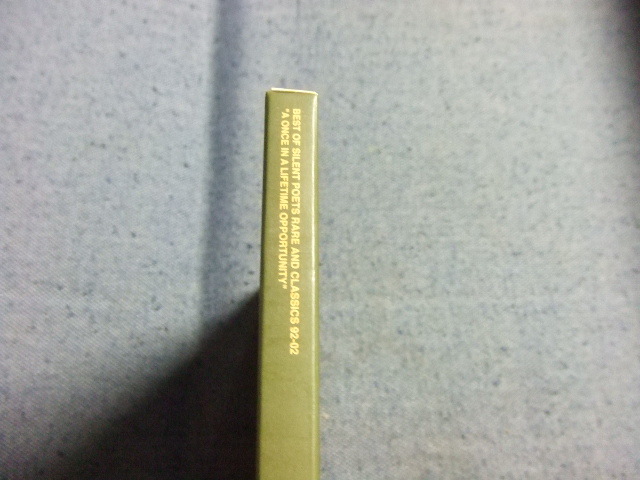 BEST OF SILENT POETS RARE AND CLASSICS 92-02
"A ONCE IN A LIFETIME OPPORTUNITY"